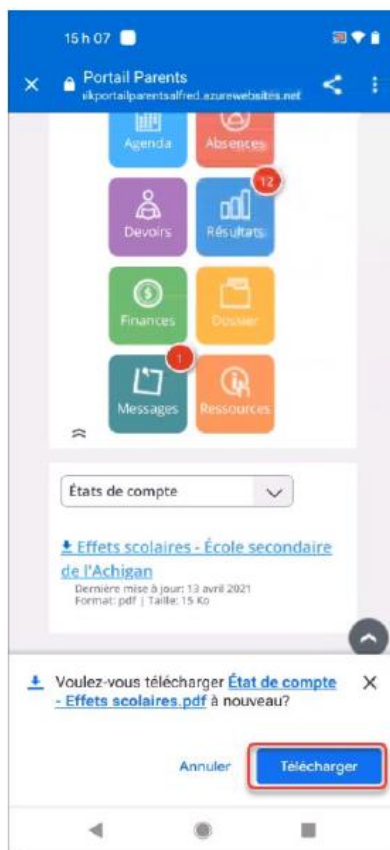 15 h 07
Portail Parents
ikportailparentsalfred.azurewebsites.net
Agenda
Absences
12
Devoirs
Résultats
Finances
Dossier
1
Messages
Ressources
États de compte
Effets scolaires - École secondaire
de l'Achigan
Dernière mise à jour: 13 avril 2021
Format: pdf | Taille: 15 Ko
Voulez-vous télécharger État de compte
- Effets scolaires.pdf à nouveau?
Annuler
Télécharger